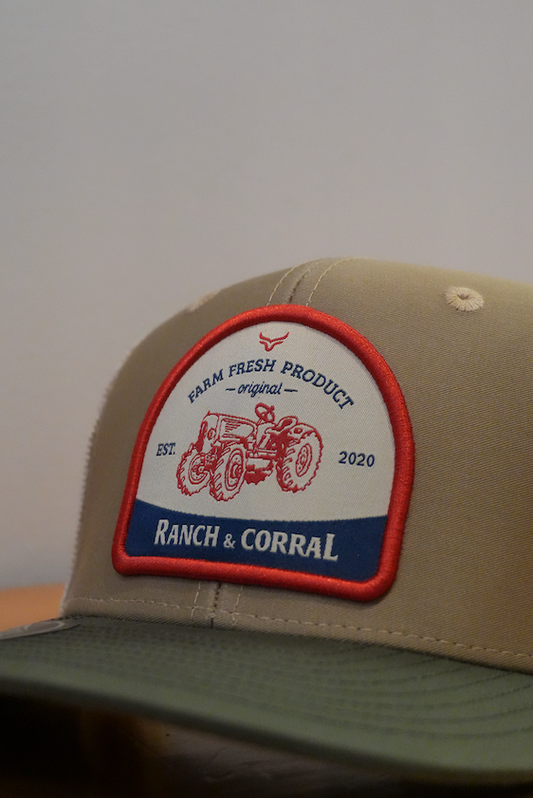 FARM FRESH PRODUCT
—original—
EST. 2020
RANCH & CORRAL